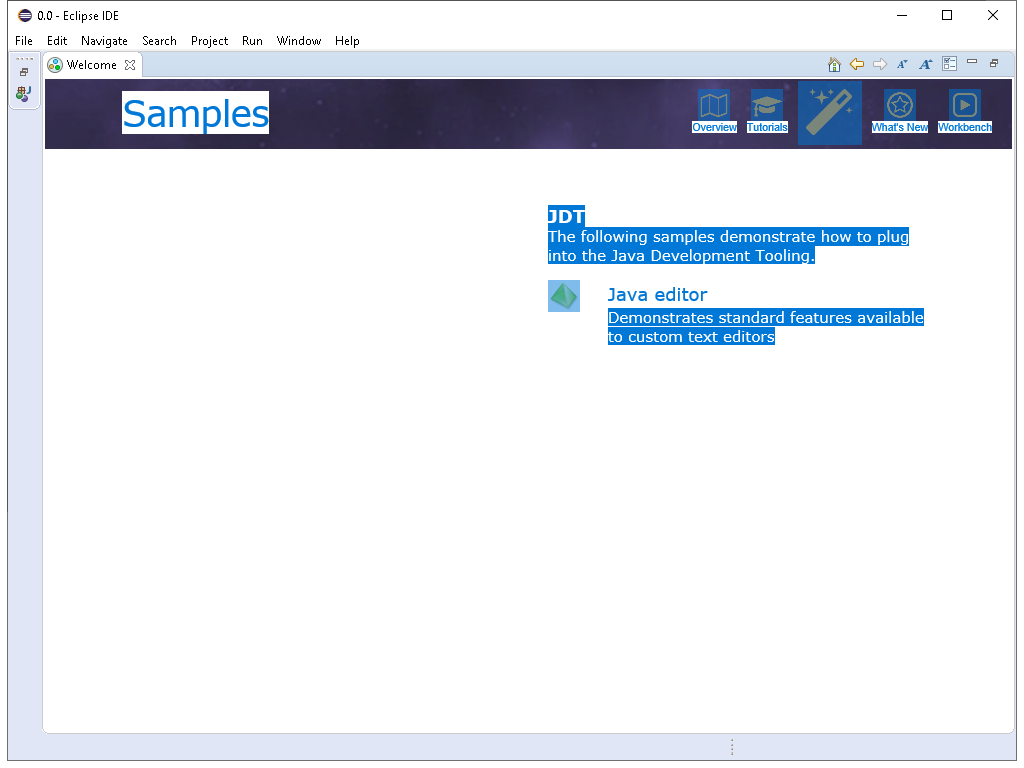 0.0 - Eclipse IDE
File Edit Navigate Search Project Run Window Help
Welcome
Samples
Overview Tutorials What's New Workbench
JDT
The following samples demonstrate how to plug
into the Java Development Tooling.
Java editor
Demonstrates standard features available
to custom text editors